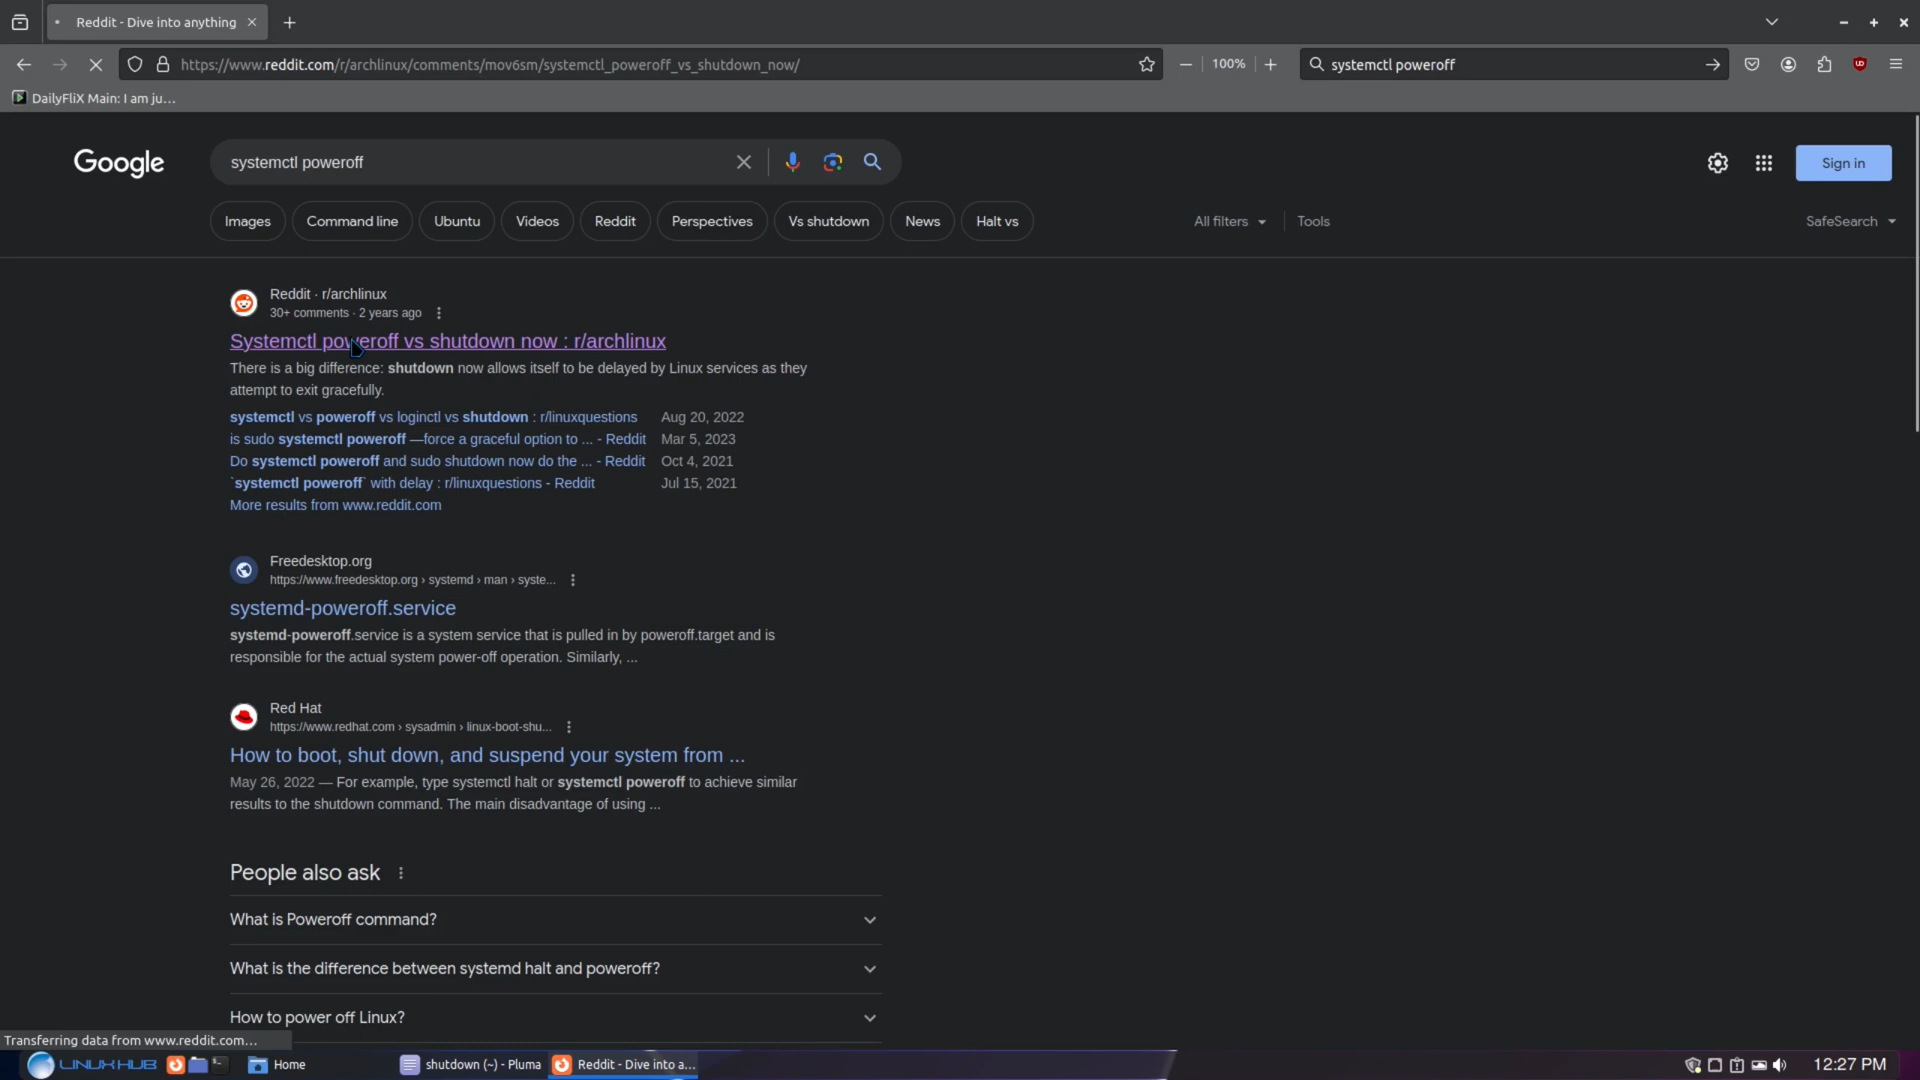 Reddit - Dive into anything
https://www.reddit.com/r/archlinux/comments/mov6sm/systemctl_poweroff_vs_shutdown_now/
100%
systemctl poweroff
DailyFliX Main: I am ju...
Google
systemctl poweroff
Sign in
Images
Command line
Ubuntu
Videos
Reddit
Perspectives
Vs shutdown
News
Halt vs
All filters
Tools
SafeSearch
Reddit · r/archlinux
30+ comments · 2 years ago
Systemctl poweroff vs shutdown now : r/archlinux
There is a big difference: shutdown now allows itself to be delayed by Linux services as they
attempt to exit gracefully.
systemctl vs poweroff vs loginctl vs shutdown : r/linuxquestions Aug 20, 2022
is sudo systemctl poweroff —force a graceful option to ... - Reddit Mar 5, 2023
Do systemctl poweroff and sudo shutdown now do the ... - Reddit Oct 4, 2021
`systemctl poweroff` with delay : r/linuxquestions - Reddit Jul 15, 2021
More results from www.reddit.com
Freedesktop.org
https://www.freedesktop.org › systemd › man › syste...
systemd-poweroff.service
systemd-poweroff.service is a system service that is pulled in by poweroff.target and is
responsible for the actual system power-off operation. Similarly, ...
Red Hat
https://www.redhat.com › sysadmin › linux-boot-shu...
How to boot, shut down, and suspend your system from ...
May 26, 2022 — For example, type systemctl halt or systemctl poweroff to achieve similar
results to the shutdown command. The main disadvantage of using ...
People also ask
What is Poweroff command?
What is the difference between systemd halt and poweroff?
How to power off Linux?
Transferring data from www.reddit.com...
LINUX HUB
Home
shutdown (~) - Pluma
Reddit - Dive into a...
12:27 PM